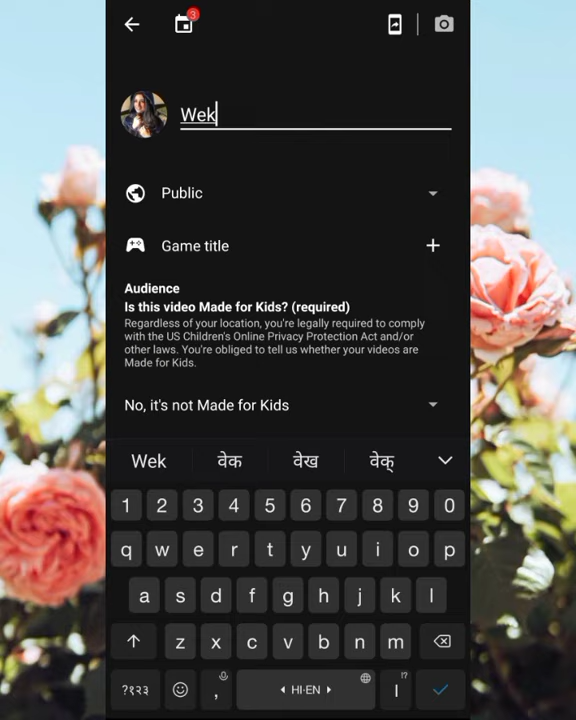 3
Wek
Public
Game title
Audience
Is this video Made for Kids? (required)
Regardless of your location, you're legally required to comply
with the US Children's Online Privacy Protection Act and/or
other laws. You're obliged to tell us whether your videos are
Made for Kids.
No, it's not Made for Kids
Wek वेक वेख वेक्
1 2 3 4 5 6 7 8 9 0
q w e r t y u i o p
a s d f g h j k l
z x c v b n m
?१२३ , HI·EN । !?